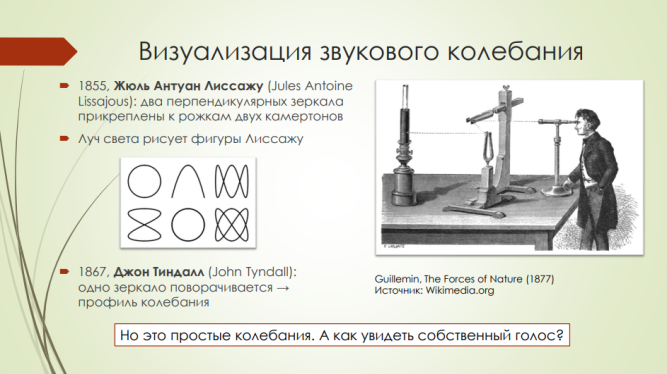 Визуализация звукового колебания
1855, Жюль Антуан Лиссажу (Jules Antoine
Lissajous): два перпендикулярных зеркала
прикреплены к рожкам двух камертонов
Луч света рисует фигуры Лиссажу
1867, Джон Тиндалл (John Tyndall):
одно зеркало поворачивается →
профиль колебания
Guillemin, The Forces of Nature (1877)
Источник: Wikimedia.org
Но это простые колебания. А как увидеть собственный голос?